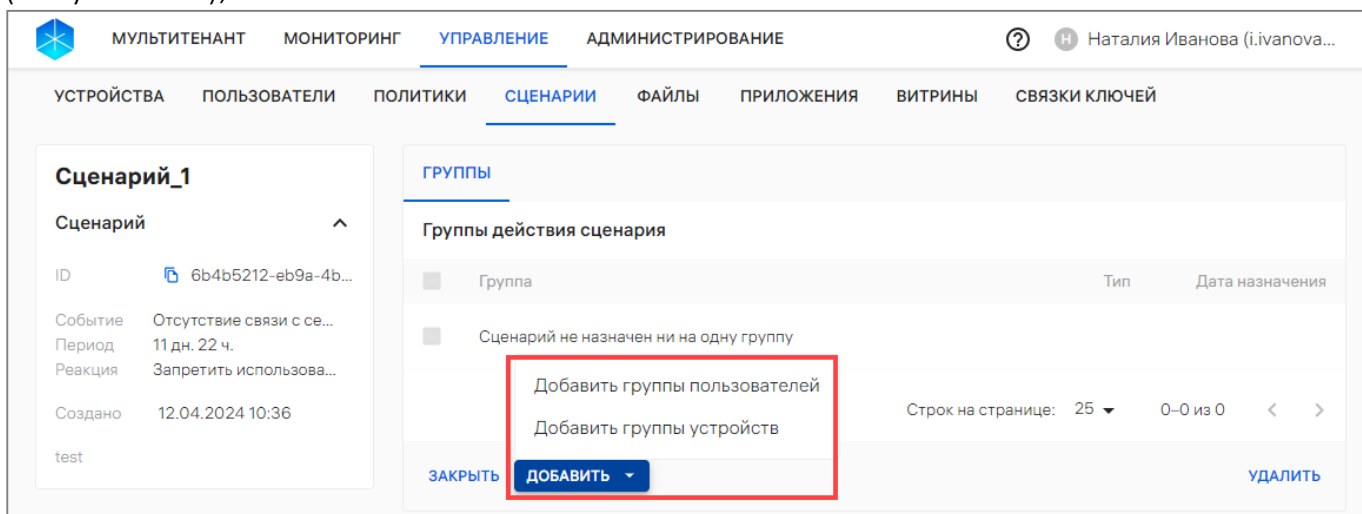 МУЛЬТИТЕНАНТ МОНИТОРИНГ УПРАВЛЕНИЕ АДМИНИСТРИРОВАНИЕ ? Н Наталия Иванова (i.ivanova...
УСТРОЙСТВА ПОЛЬЗОВАТЕЛИ ПОЛИТИКИ СЦЕНАРИИ ФАЙЛЫ ПРИЛОЖЕНИЯ ВИТРИНЫ СВЯЗКИ КЛЮЧЕЙ
Сценарий_1
Сценарий
ID 6b4b5212-eb9a-4b...
Событие Отсутствие связи с се...
Период 11 дн. 22 ч.
Реакция Запретить использова...
Создано 12.04.2024 10:36
test
ГРУППЫ
Группы действия сценария
Группа Тип Дата назначения
Сценарий не назначен ни на одну группу
Добавить группы пользователей
Добавить группы устройств
Строк на странице: 25 0–0 из 0 < >
ЗАКРЫТЬ ДОБАВИТЬ УДАЛИТЬ